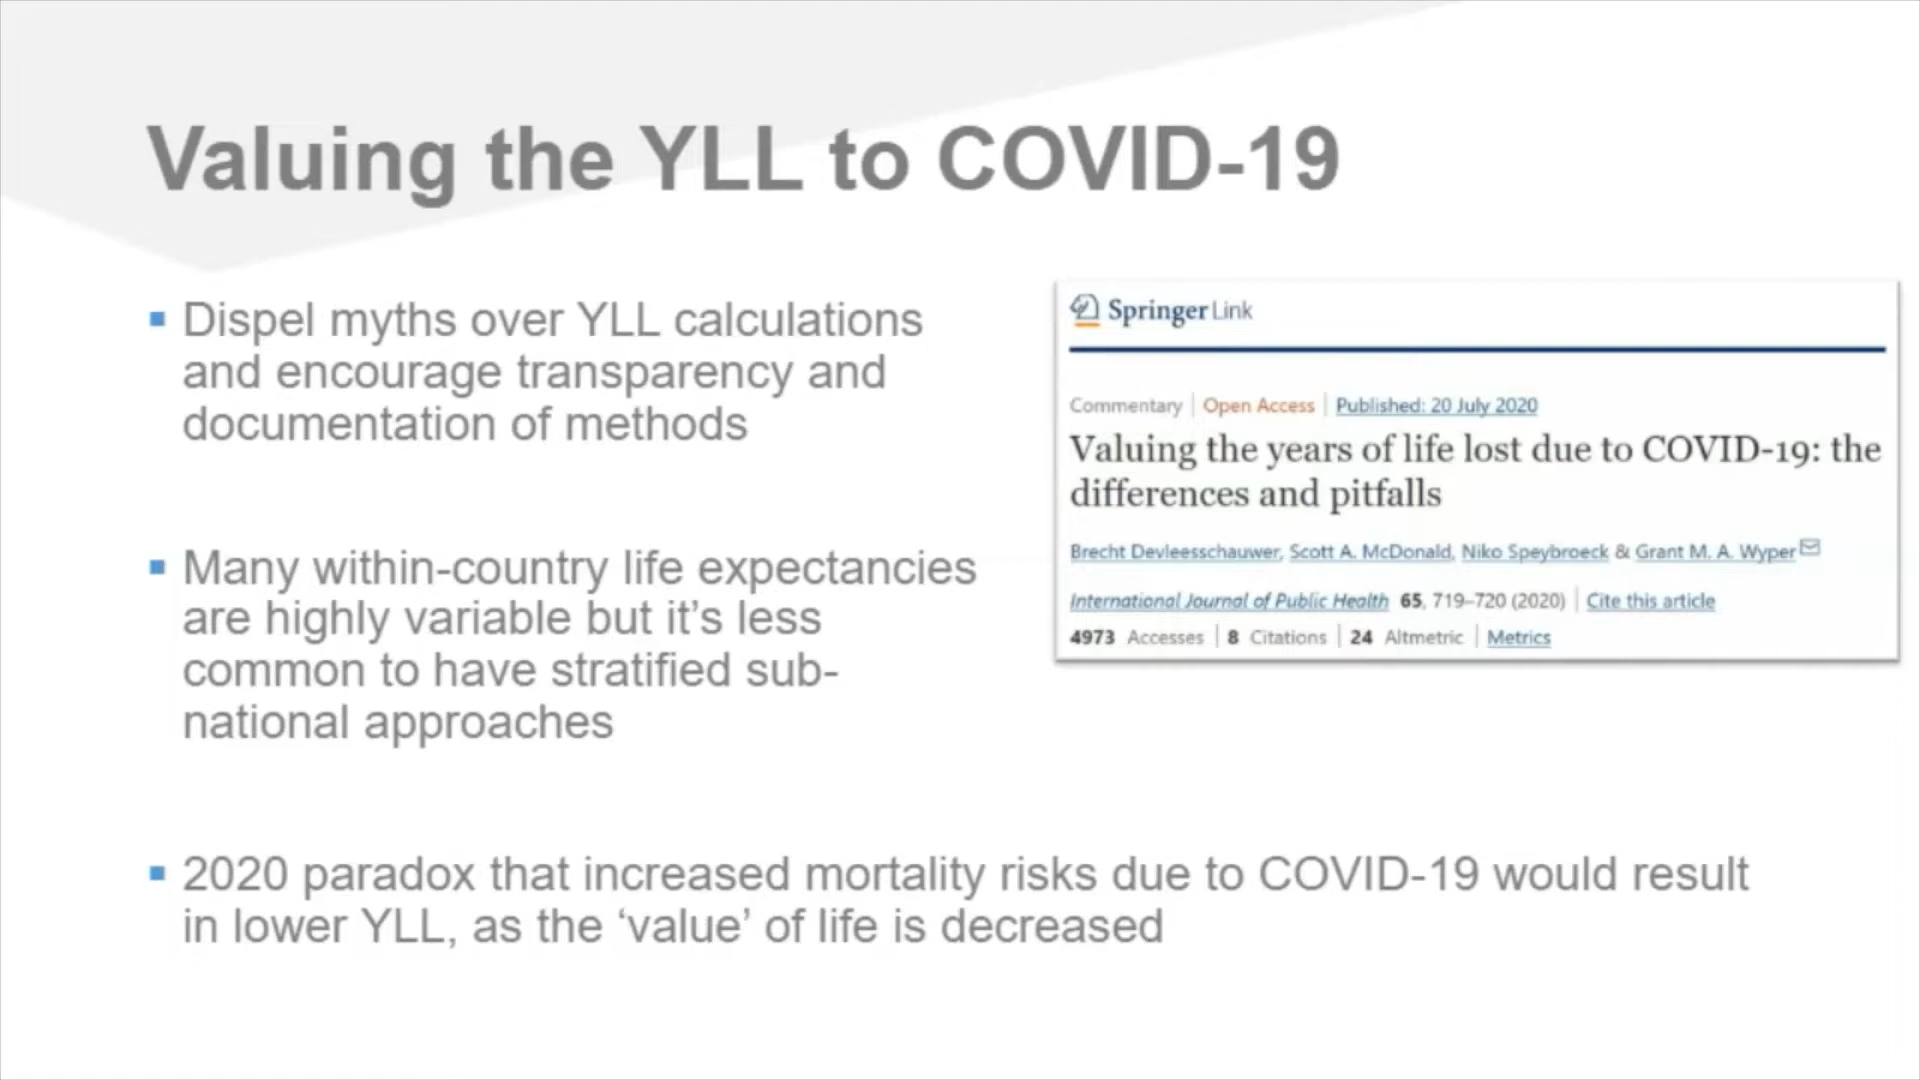 Valuing the YLL to COVID-19
Dispel myths over YLL calculations
and encourage transparency and
documentation of methods
Many within-country life expectancies
are highly variable but it's less
common to have stratified sub-
national approaches
2020 paradox that increased mortality risks due to COVID-19 would result
in lower YLL, as the ‘value’ of life is decreased
Springer Link
Commentary | Open Access | Published: 20 July 2020
Valuing the years of life lost due to COVID-19: the
differences and pitfalls
Brecht Devleesschauwer, Scott A. McDonald, Niko Speybroeck & Grant M. A. Wyper
International Journal of Public Health 65, 719–720 (2020) | Cite this article
4973 Accesses | 8 Citations | 24 Altmetric | Metrics